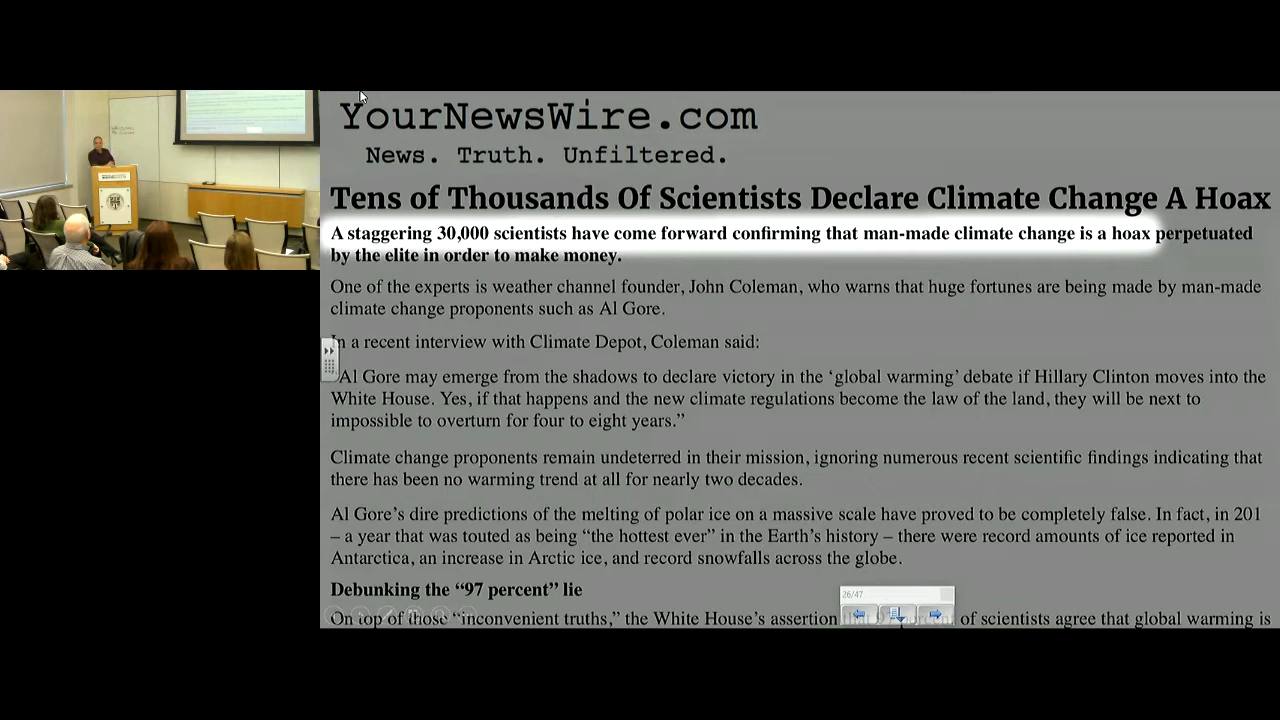 YourNewsWire.com
News. Truth. Unfiltered.
Tens of Thousands Of Scientists Declare Climate Change A Hoax
A staggering 30,000 scientists have come forward confirming that man-made climate change is a hoax perpetuated
by the elite in order to make money.
One of the experts is weather channel founder, John Coleman, who warns that huge fortunes are being made by man-made
climate change proponents such as Al Gore.
In a recent interview with Climate Depot, Coleman said:
Al Gore may emerge from the shadows to declare victory in the ‘global warming’ debate if Hillary Clinton moves into the
White House. Yes, if that happens and the new climate regulations become the law of the land, they will be next to
impossible to overturn for four to eight years.”
Climate change proponents remain undeterred in their mission, ignoring numerous recent scientific findings indicating that
there has been no warming trend at all for nearly two decades.
Al Gore’s dire predictions of the melting of polar ice on a massive scale have proved to be completely false. In fact, in 201
– a year that was touted as being “the hottest ever” in the Earth’s history – there were record amounts of ice reported in
Antarctica, an increase in Arctic ice, and record snowfalls across the globe.
Debunking the “97 percent” lie
26/47
On top of those “inconvenient truths,” the White House’s assertion of scientists agree that global warming is